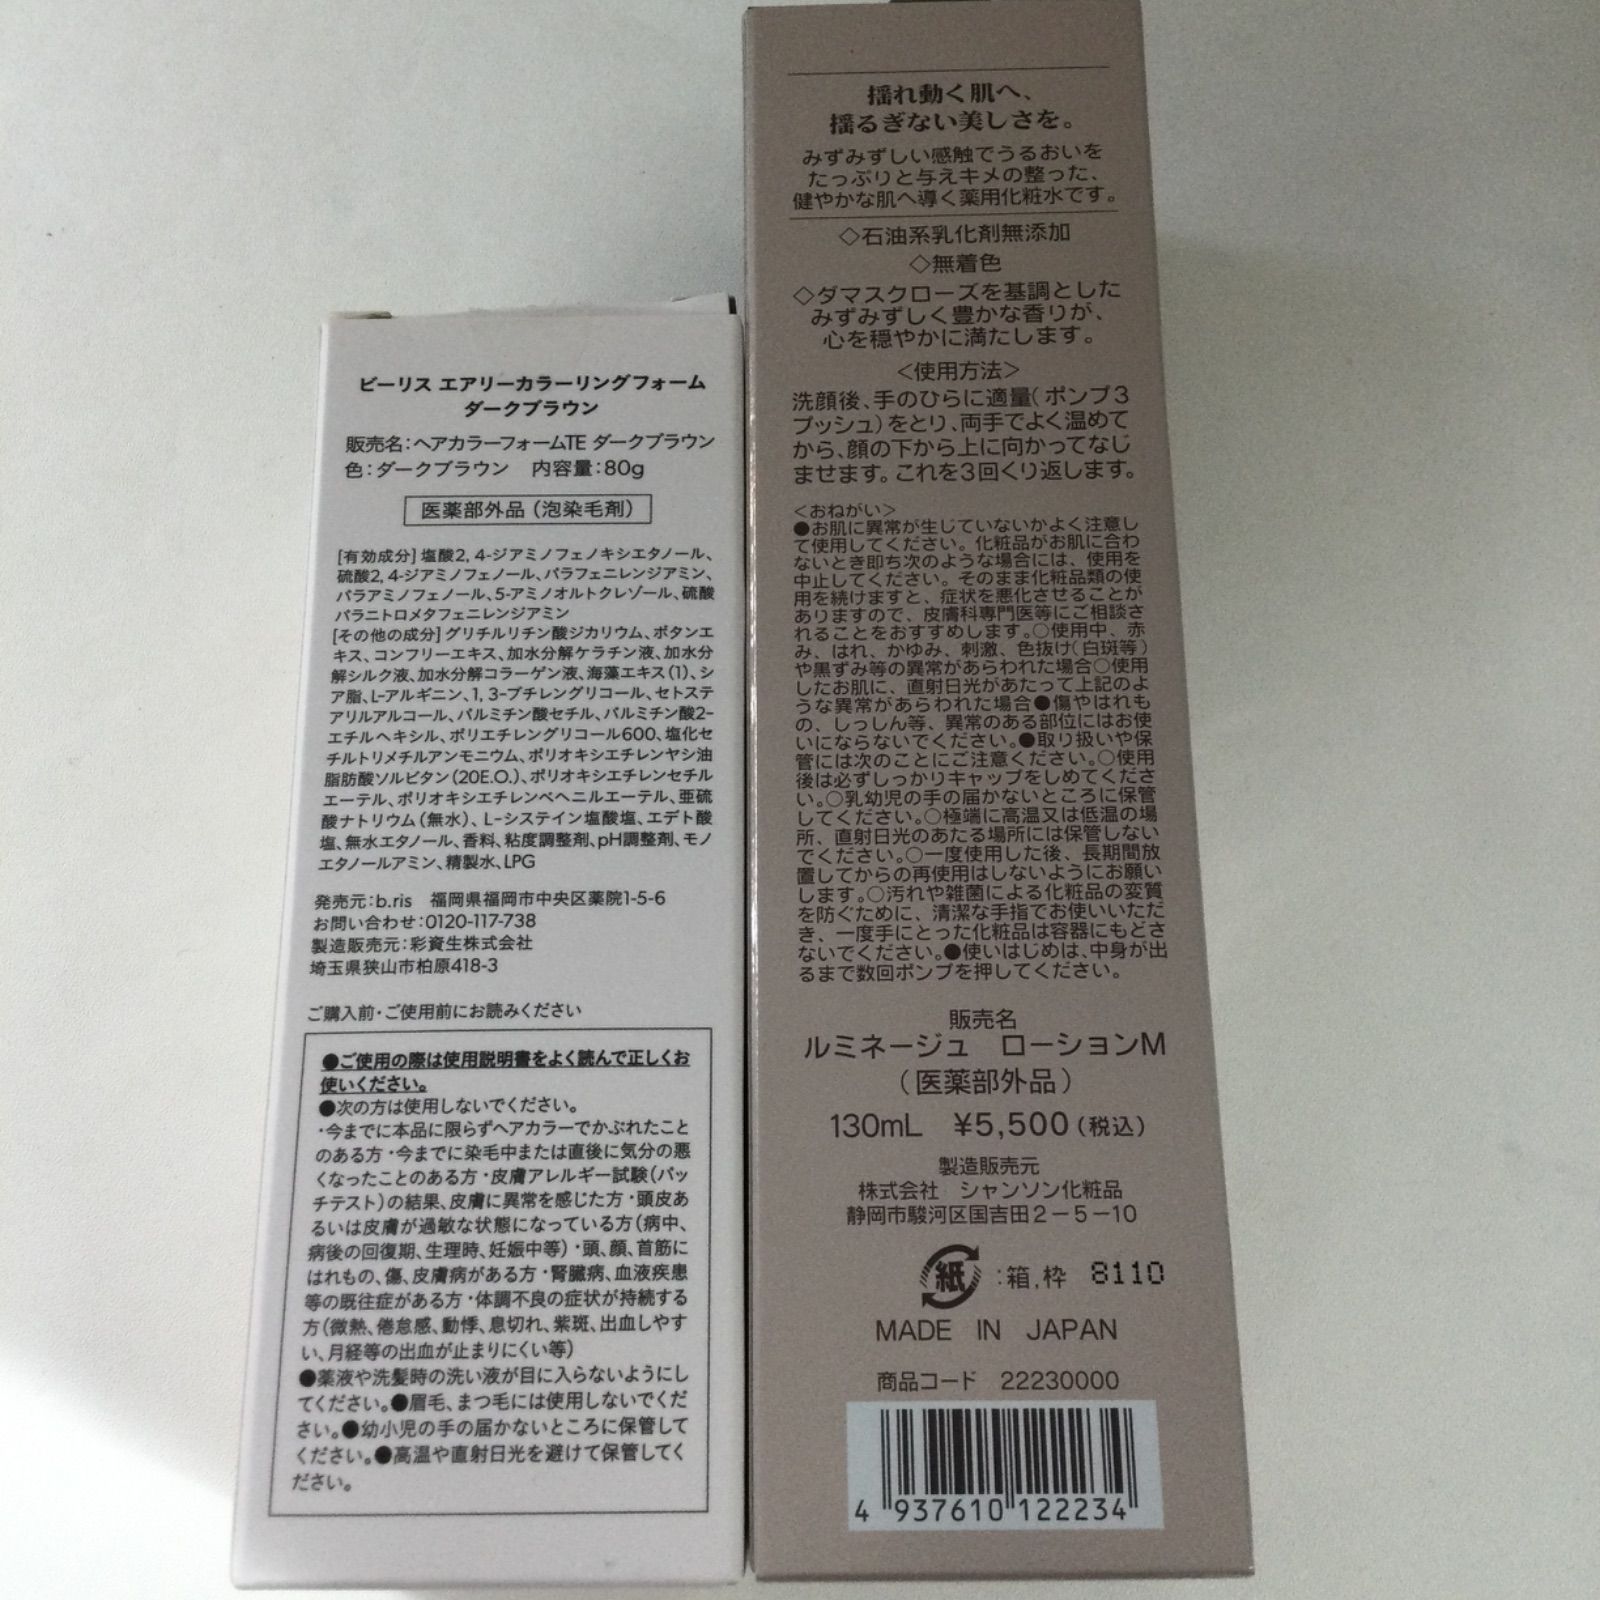 ビーリス エアリーカラーリングフォーム
ダークブラウン
販売名:ヘアカラーフォームTE ダークブラウン
色:ダークブラウン 内容量:80g
医薬部外品(泡染毛剤)
[有効成分] 塩酸2, 4-ジアミノフェノキシエタノール、
硫酸2, 4-ジアミノフェノール、パラフェニレンジアミン、
パラアミノフェノール、5-アミノオルトクレゾール、硫酸
パラニトロメタフェニレンジアミン
[その他の成分] グリチルリチン酸ジカリウム、ボタンエ
キス、コンフリーエキス、加水分解ケラチン液、加水分
解シルク液、加水分解コラーゲン液、海藻エキス(1)、シ
ア脂、L-アルギニン、1, 3-ブチレングリコール、セトステ
アリルアルコール、パルミチン酸セチル、パルミチン酸2-
エチルヘキシル、ポリエチレングリコール600、塩化セ
チルトリメチルアンモニウム、ポリオキシエチレンヤシ油
脂肪酸ソルビタン(20E.O.)、ポリオキシエチレンセチル
エーテル、ポリオキシエチレンベヘニルエーテル、亜硫
酸ナトリウム(無水)、L-システイン塩酸塩、エデト酸
塩、無水エタノール、香料、粘度調整剤、pH調整剤、モノ
エタノールアミン、精製水、LPG
発売元:b.ris 福岡県福岡市中央区薬院1-5-6
お問い合わせ:0120-117-738
製造販売元:彩資生株式会社
埼玉県狭山市柏原418-3
ご購入前・ご使用前にお読みください
●ご使用の際は使用説明書をよく読んで正しくお
使いください。
●次の方は使用しないでください。
・今までに本品に限らずヘアカラーでかぶれたこと
のある方・今までに染毛中または直後に気分の悪
くなったことのある方・皮膚アレルギー試験(パッ
チテスト)の結果、皮膚に異常を感じた方・頭皮あ
るいは皮膚が過敏な状態になっている方(病中、
病後の回復期、生理時、妊娠中等)・頭、顔、首筋に
はれもの、傷、皮膚病がある方・腎臓病、血液疾患
等の既往症がある方・体調不良の症状が持続する
方(微熱、倦怠感、動悸、息切れ、紫斑、出血しやす
い、月経等の出血が止まりにくい等)
●薬液や洗髪時の洗い液が目に入らないようにし
てください。●眉毛、まつ毛には使用しないでくだ
さい。●幼小児の手の届かないところに保管して
ください。●高温や直射日光を避けて保管してく
ださい。
揺れ動く肌へ、
揺るぎない美しさを。
みずみずしい感触でうるおいを
たっぷりと与えキメの整った、
健やかな肌へ導く薬用化粧水です。
◇石油系乳化剤無添加
◇無着色
◇ダマスクローズを基調とした
みずみずしく豊かな香りが、
心を穏やかに満たします。
<使用方法>
洗顔後、手のひらに適量(ポンプ3
プッシュ)をとり、両手でよく温めて
から、顔の下から上に向かってなじ
ませます。これを3回くり返します。
<おねがい>
●お肌に異常が生じていないかよく注意し
て使用してください。化粧品がお肌に合わ
ないとき即ち次のような場合には、使用を
中止してください。そのまま化粧品類の使
用を続けますと、症状を悪化させることが
ありますので、皮膚科専門医等にご相談さ
れることをおすすめします。○使用中、赤
み、はれ、かゆみ、刺激、色抜け(白斑等)
や黒ずみ等の異常があらわれた場合○使用
したお肌に、直射日光があたって上記のよ
うな異常があらわれた場合●傷やはれも
の、しっしん等、異常のある部位にはお使
いにならないでください。●取り扱いや保
管には次のことにご注意ください。○使用
後は必ずしっかりキャップをしめてくださ
い。○乳幼児の手の届かないところに保管
してください。○極端に高温又は低温の場
所、直射日光のあたる場所には保管しない
でください。○一度使用した後、長期間放
置してからの再使用はしないようにお願い
します。○汚れや雑菌による化粧品の変質
を防ぐために、清潔な手指でお使いいただ
き、一度手にとった化粧品は容器にもどさ
ないでください。●使いはじめは、中身が出
るまで数回ポンプを押してください。
販売名
ルミネージュ ローションM
(医薬部外品)
130mL ¥5,500(税込)
製造販売元
株式会社 シャンソン化粧品
静岡市駿河区国吉田2-5-10
紙 :箱,枠 8110
MADE IN JAPAN
商品コード 22230000
4 937610 122234